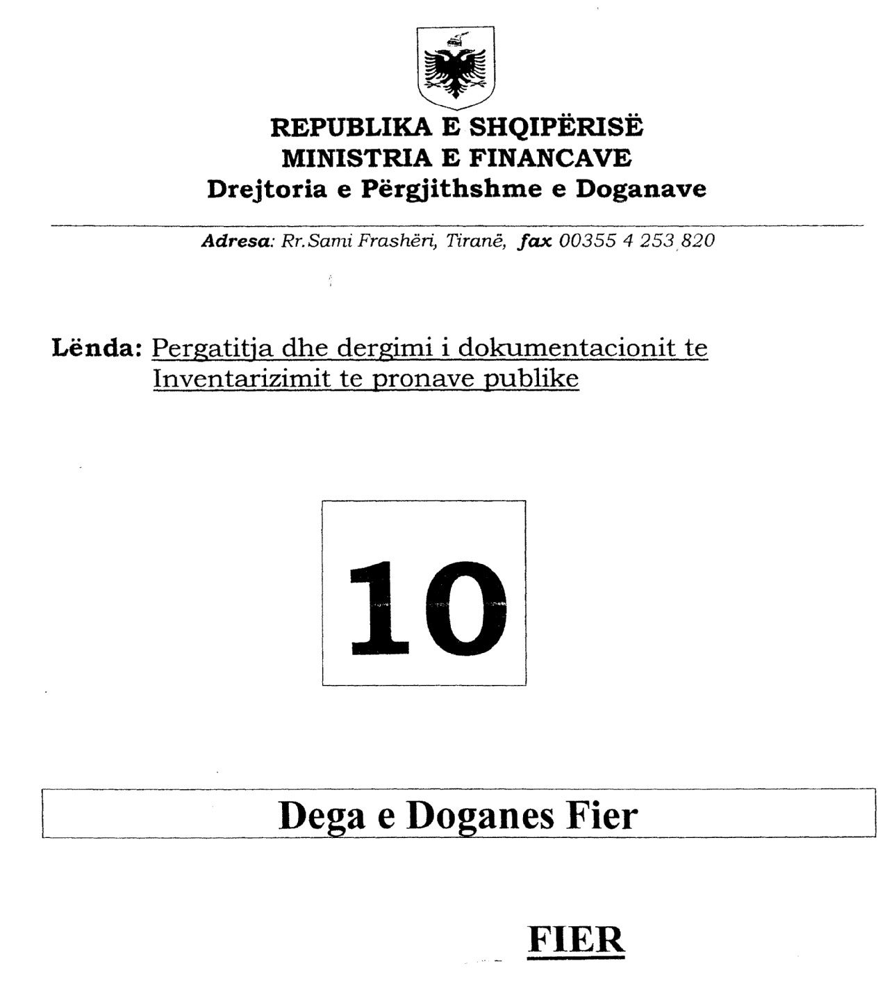 REPUBLIKA E SHQIPËRISË
MINISTRIA E FINANCAVE
Drejtoria e Përgjithshme e Doganave
Adresa: Rr.Sami Frashëri, Tiranë, fax 00355 4 253 820
Lënda: Pergatitja dhe dergimi i dokumentacionit te
Inventarizimit te pronave publike
10
Dega e Doganes Fier
FIER